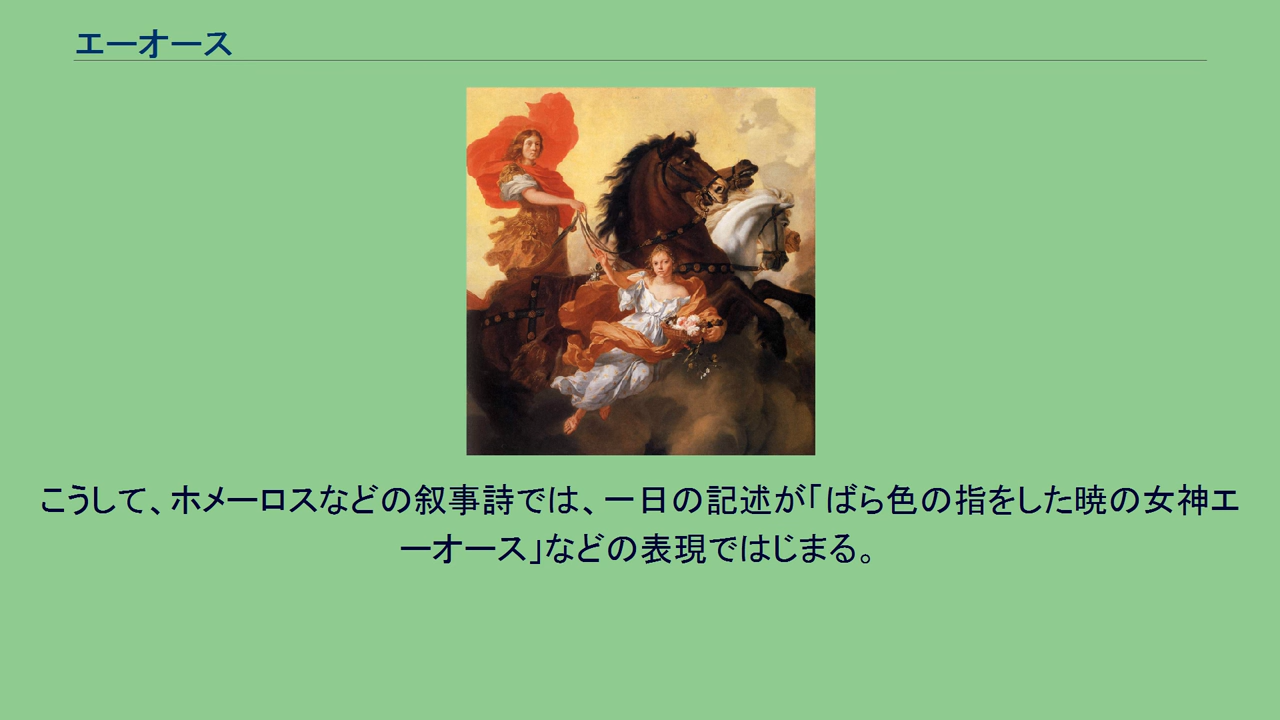 エーオース
こうして、ホメーロスなどの叙事詩では、一日の記述が「ばら色の指をした暁の女神エ
ーオース」などの表現ではじまる。